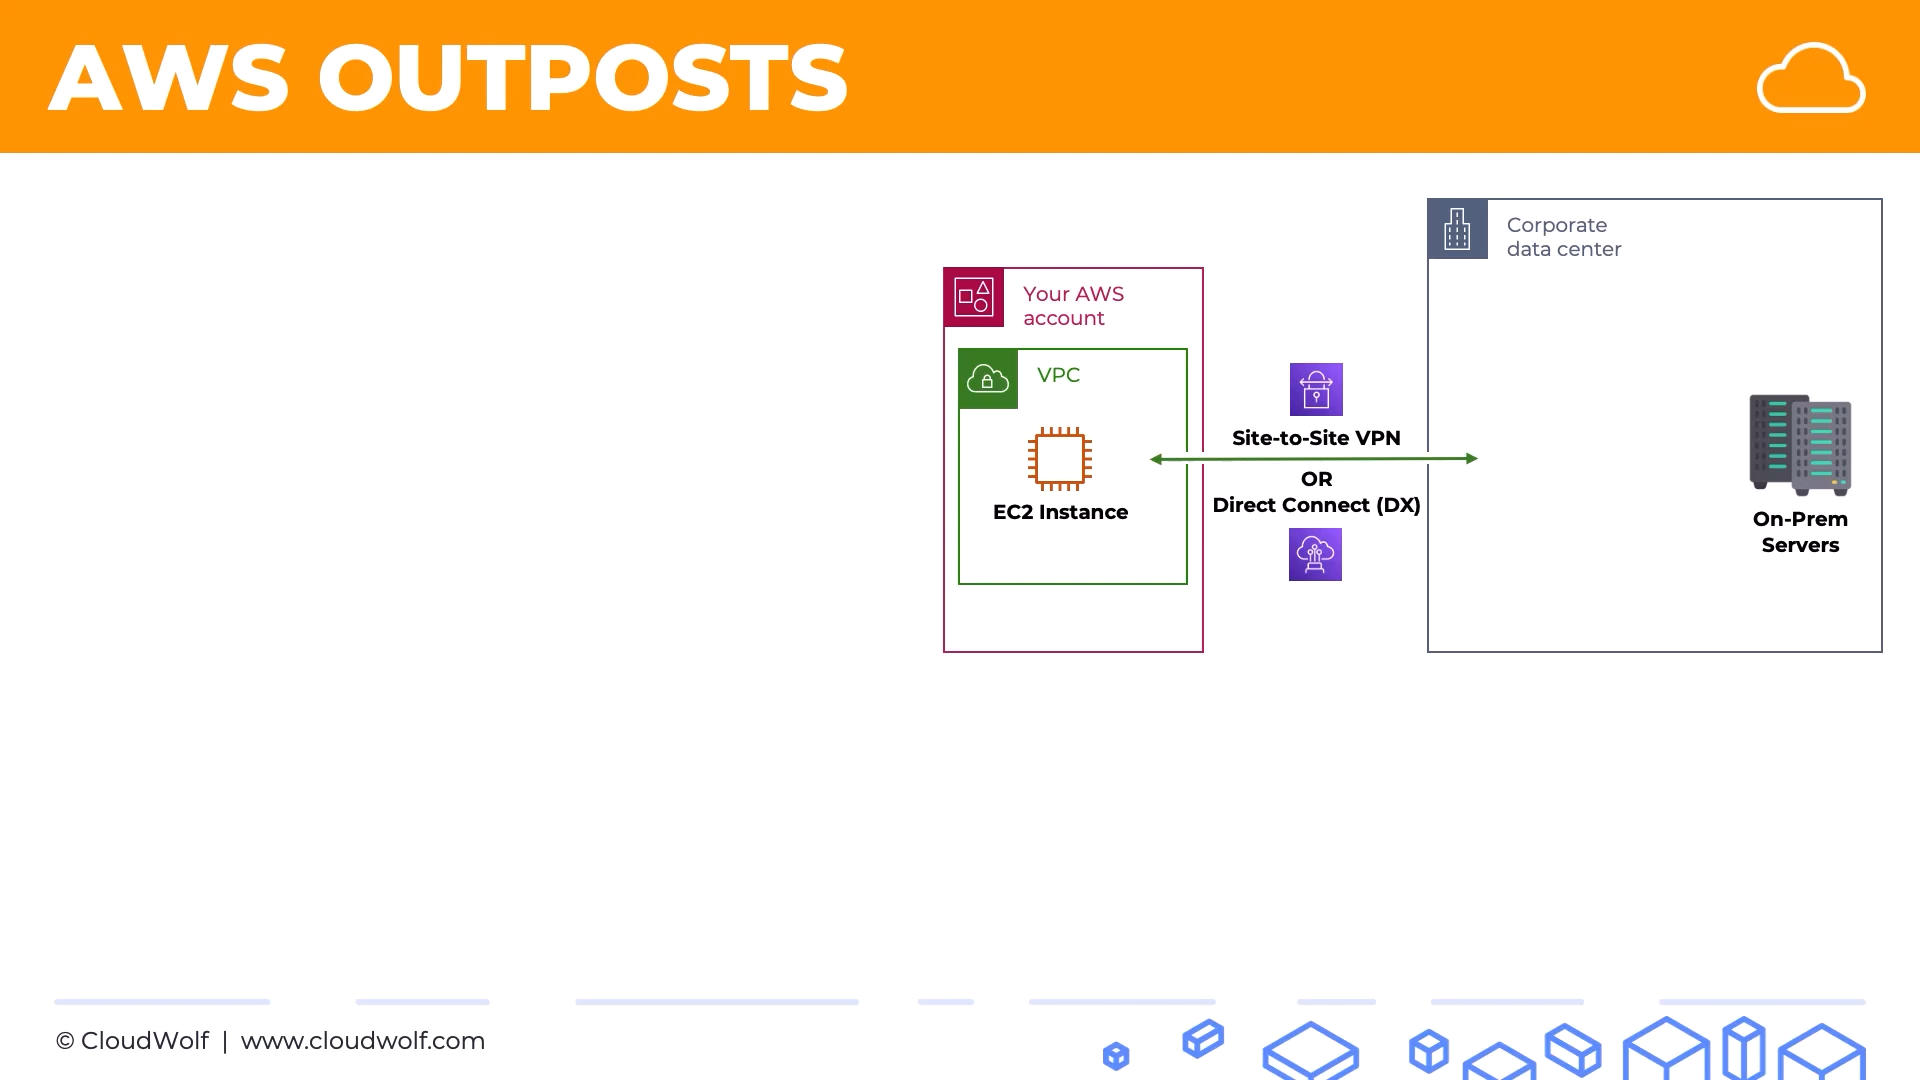 AWS OUTPOSTS
Corporate
data center
Your AWS
account
VPC
Site-to-Site VPN
OR
Direct Connect (DX)
EC2 Instance
On-Prem
Servers
© CloudWolf | www.cloudwolf.com